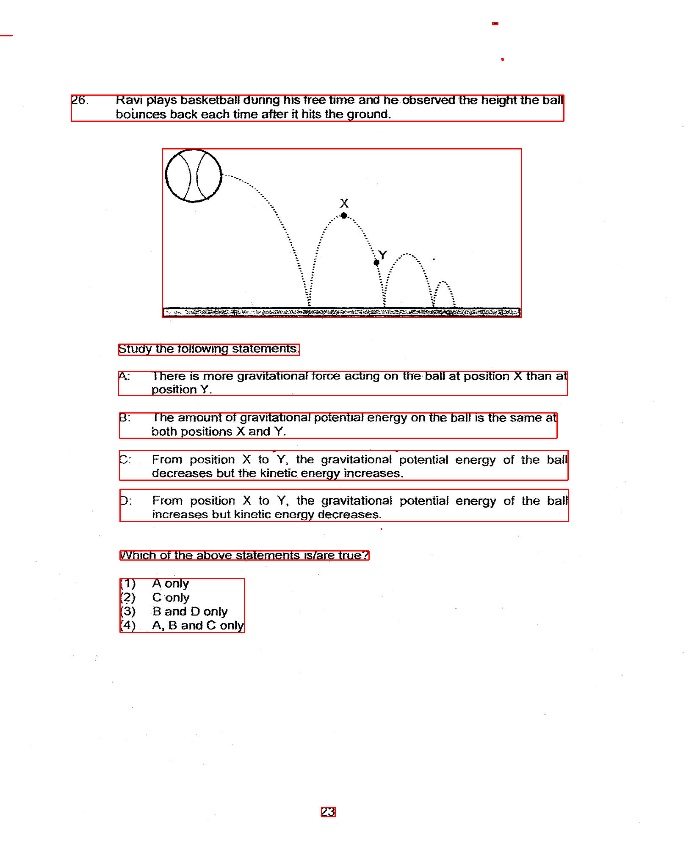 26. Ravi plays basketball during his free time and he observed the height the ball
bounces back each time after it hits the ground.
X
Y
Study the following statements.
A: There is more gravitational force acting on the ball at position X than at
position Y.
B: The amount of gravitational potential energy on the ball is the same at
both positions X and Y.
C: From position X to Y, the gravitational potential energy of the ball
decreases but the kinetic energy increases.
D: From position X to Y, the gravitational potential energy of the ball
increases but kinetic energy decreases.
Which of the above statements is/are true?
(1) A only
(2) C only
(3) B and D only
(4) A, B and C only
23